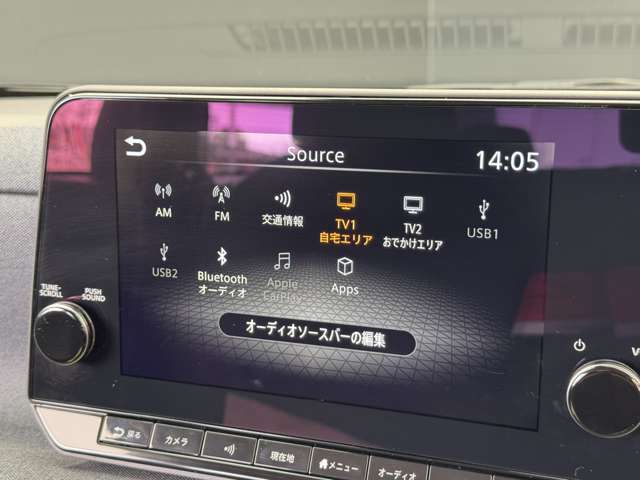 Source
14:05
AM
FM
交通情報
TV1
自宅エリア
TV2
おでかけエリア
USB1
USB2
Bluetooth
オーディオ
Apple
CarPlay
Apps
オーディオソースバーの編集
TUNE-
SCROLL
PUSH
SOUND
戻る
カメラ
現在地
メニュー
オーディオ